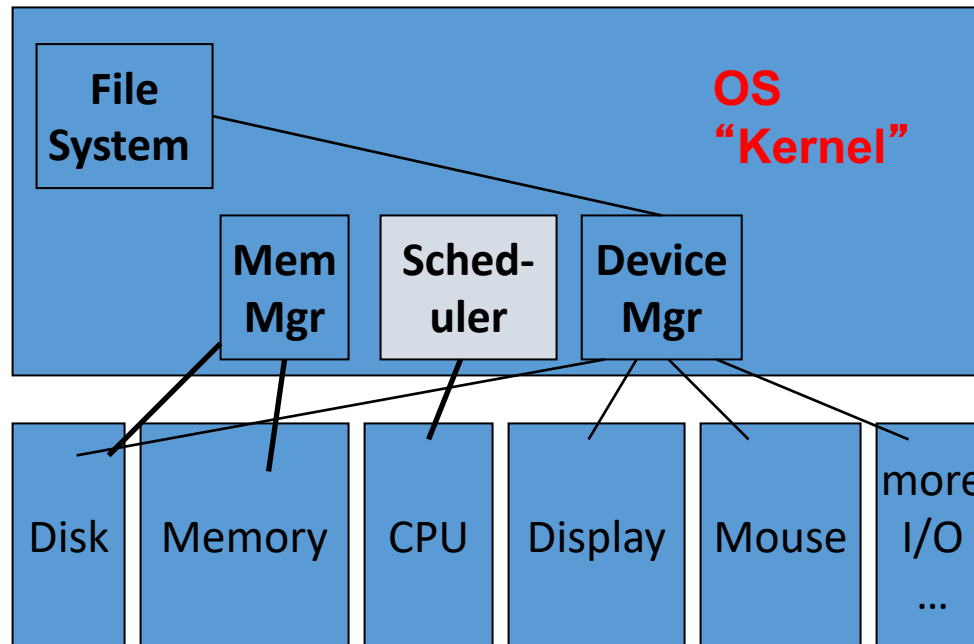 File
System
OS
“Kernel”
Mem
Mgr
Sched-
uler
Device
Mgr
Disk
Memory
CPU
Display
Mouse
more
I/O
...